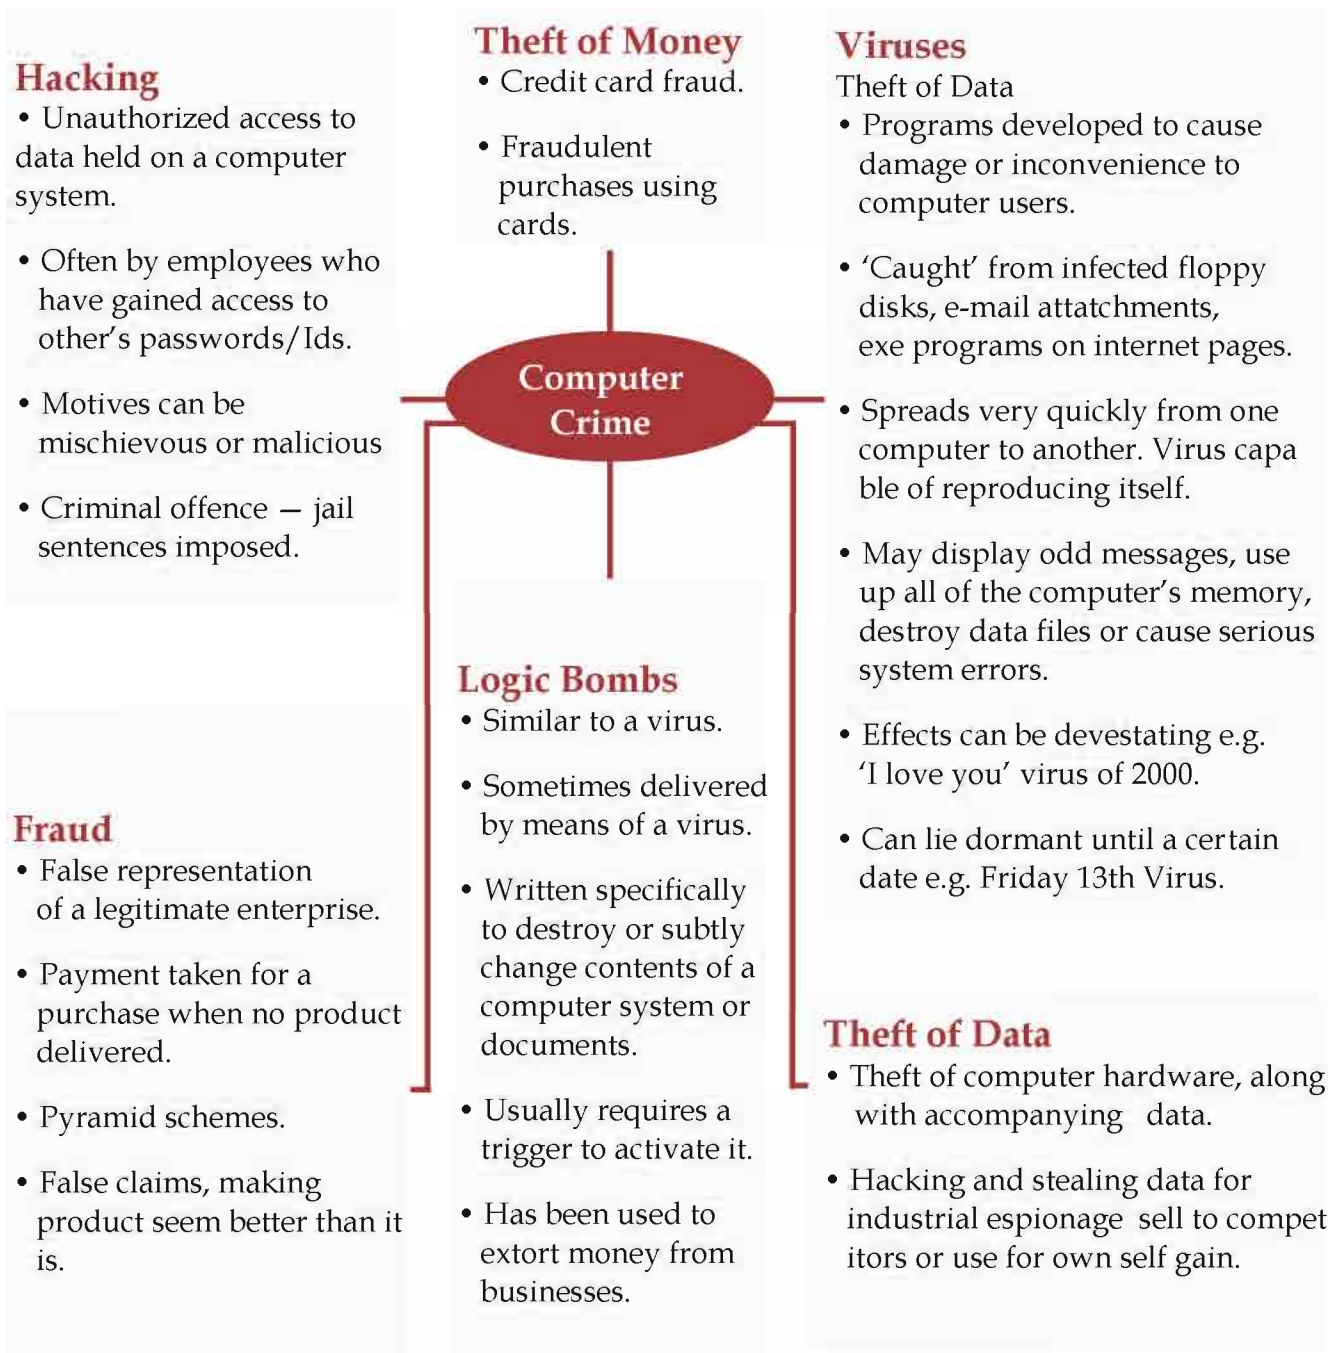 Hacking
• Unauthorized access to
data held on a computer
system.
• Often by employees who
have gained access to
other's passwords/Ids.
• Motives can be
mischievous or malicious
• Criminal offence — jail
sentences imposed.
Theft of Money
• Credit card fraud.
• Fraudulent
purchases using
cards.
Viruses
Theft of Data
• Programs developed to cause
damage or inconvenience to
computer users.
• 'Caught' from infected floppy
disks, e-mail attatchments,
exe programs on internet pages.
• Spreads very quickly from one
computer to another. Virus capa
ble of reproducing itself.
• May display odd messages, use
up all of the computer's memory,
destroy data files or cause serious
system errors.
• Effects can be devestating e.g.
'I love you' virus of 2000.
• Can lie dormant until a certain
date e.g. Friday 13th Virus.
Computer
Crime
Fraud
• False representation
of a legitimate enterprise.
• Payment taken for a
purchase when no product
delivered.
• Pyramid schemes.
• False claims, making
product seem better than it
is.
Logic Bombs
• Similar to a virus.
• Sometimes delivered
by means of a virus.
• Written specifically
to destroy or subtly
change contents of a
computer system or
documents.
• Usually requires a
trigger to activate it.
• Has been used to
extort money from
businesses.
Theft of Data
• Theft of computer hardware, along
with accompanying data.
• Hacking and stealing data for
industrial espionage sell to compet
itors or use for own self gain.